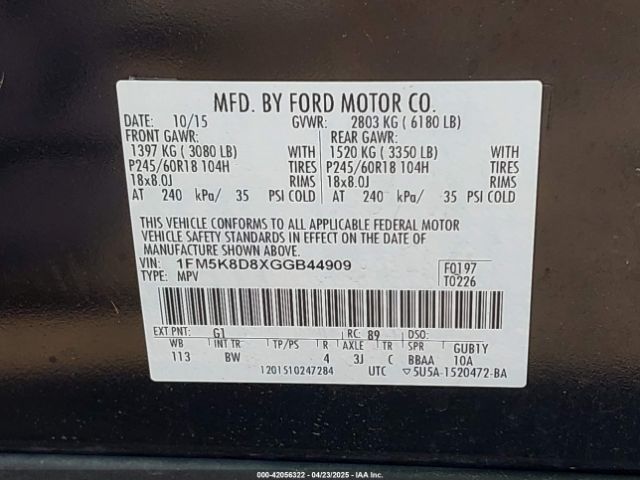 MFD. BY FORD MOTOR CO.
DATE: 10/15 GVWR: 2803 KG ( 6180 LB)
FRONT GAWR: REAR GAWR:
1397 KG ( 3080 LB) WITH 1520 KG ( 3350 LB) WITH
P245/60R18 104H TIRES P245/60R18 104H TIRES
18x8.0J RIMS 18x8.0J RIMS
AT 240 kPa/ 35 PSI COLD AT 240 kPa/ 35 PSI COLD
THIS VEHICLE CONFORMS TO ALL APPLICABLE FEDERAL MOTOR
VEHICLE SAFETY STANDARDS IN EFFECT ON THE DATE OF
MANUFACTURE SHOWN ABOVE.
VIN: 1FM5K8D8XGGB44909 F0197
TYPE: MPV T0226
EXT PNT: G1 RC: 89 DSO:
WB INT TR TP/PS R AXLE TR SPR GUB1Y
113 BW 4 3J C BBAA 10A
1201510247284 UTC ▽5U5A-1520472-BA
000-42056322 - 04/23/2025 - IAAI.COM